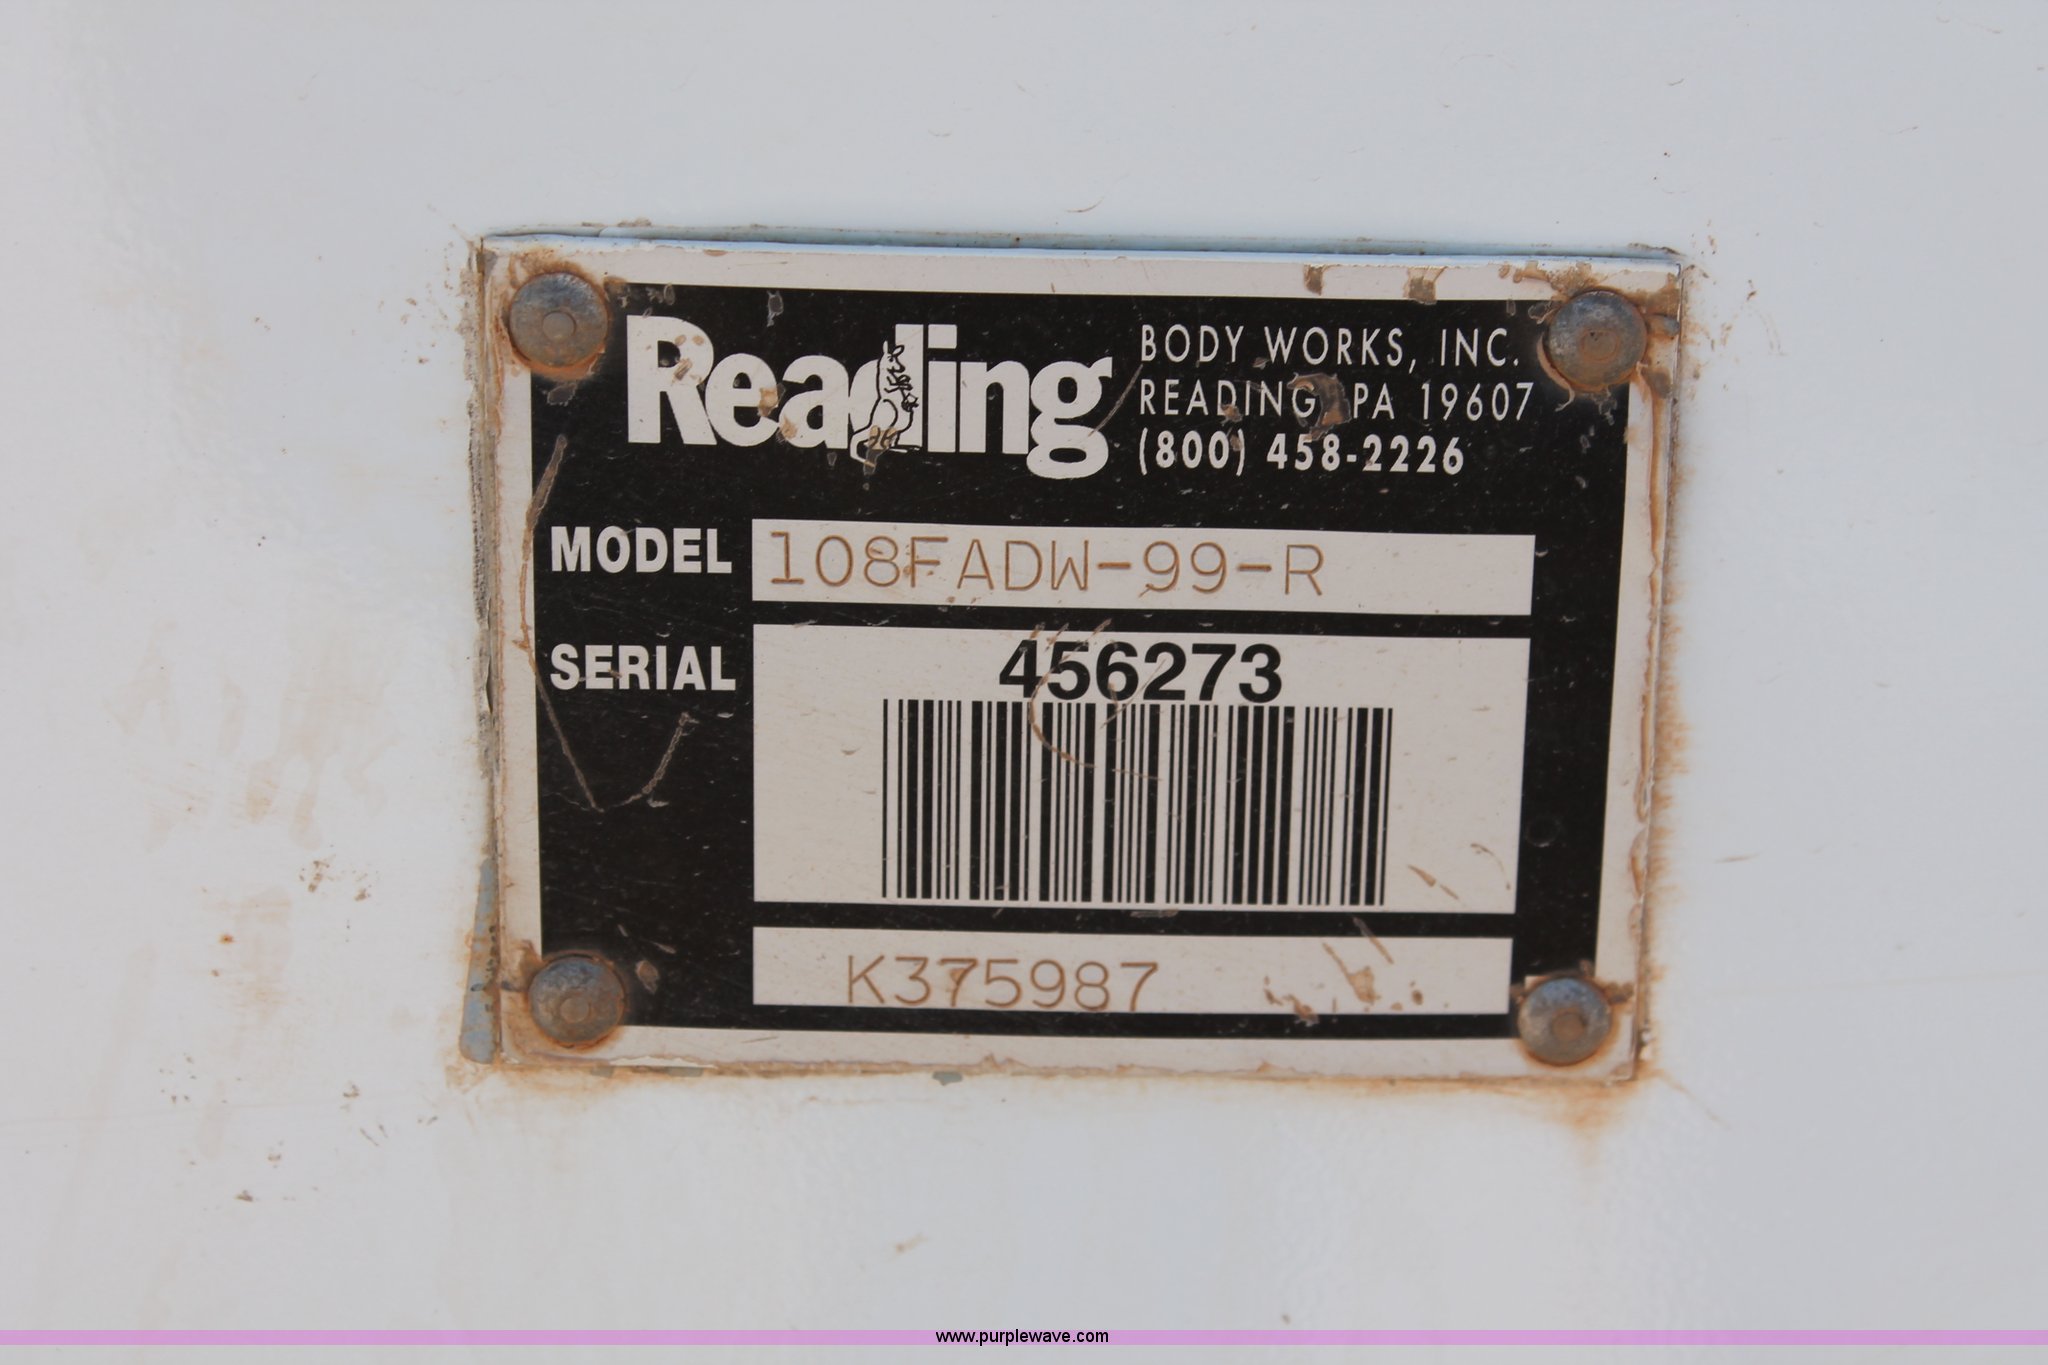 Reading
BODY WORKS, INC.
READING, PA 19607
(800) 458-2226
MODEL 108FADW-99-R
SERIAL 456273
K375987
www.purplewave.com